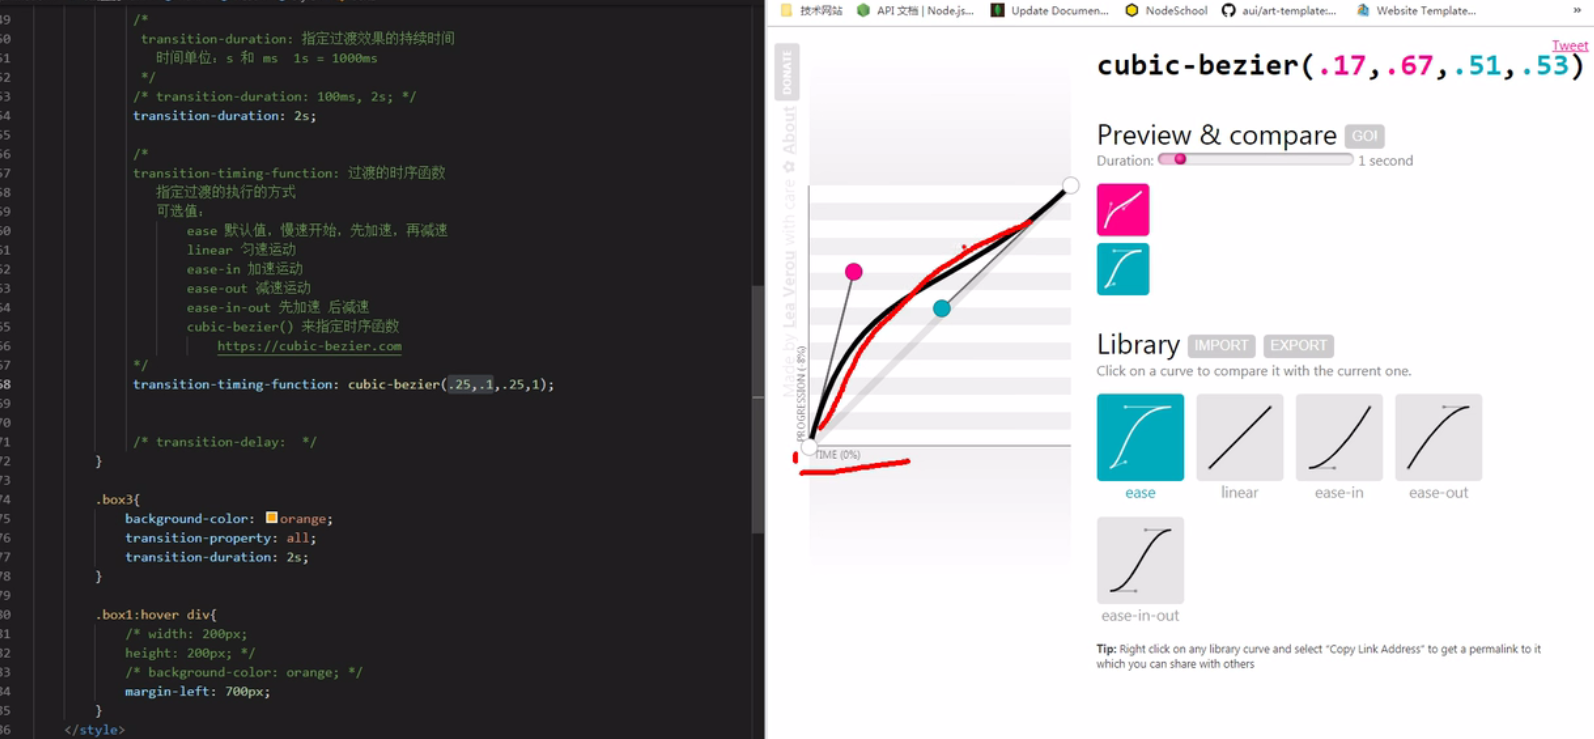 49 /*
50 transition-duration: 指定过渡效果的持续时间
51 时间单位：s 和 ms  1s = 1000ms
52 */
53 /* transition-duration: 100ms, 2s; */
54 transition-duration: 2s;
55
56 /*
57 transition-timing-function: 过渡的时序函数
58 指定过渡的执行的方式
59 可选值：
60 ease 默认值，慢速开始，先加速，再减速
61 linear 匀速运动
62 ease-in 加速运动
63 ease-out 减速运动
64 ease-in-out 先加速 后减速
65 cubic-bezier() 来指定时序函数
66 https://cubic-bezier.com
67 */
68 transition-timing-function: cubic-bezier(.25,.1,.25,1);
69
70
71 /* transition-delay:  */
72 }
73
74 .box3{
75 background-color: orange;
76 transition-property: all;
77 transition-duration: 2s;
78 }
79
80 .box1:hover div{
81 /* width: 200px;
82 height: 200px; */
83 /* background-color: orange; */
84 margin-left: 700px;
85 }
86 </style>
技术网站 API 文档 | Node.js... Update Documen... NodeSchool aui/art-template:... Website Template... »
DONATE
Made by Lea Verou with care ✿ About
PROGRESSION (-8%)
TIME (0%)
Tweet
cubic-bezier(.17,.67,.51,.53)
Preview & compare GO!
Duration: 1 second
Library IMPORT EXPORT
Click on a curve to compare it with the current one.
ease linear ease-in ease-out
ease-in-out
Tip: Right click on any library curve and select "Copy Link Address" to get a permalink to it
which you can share with others